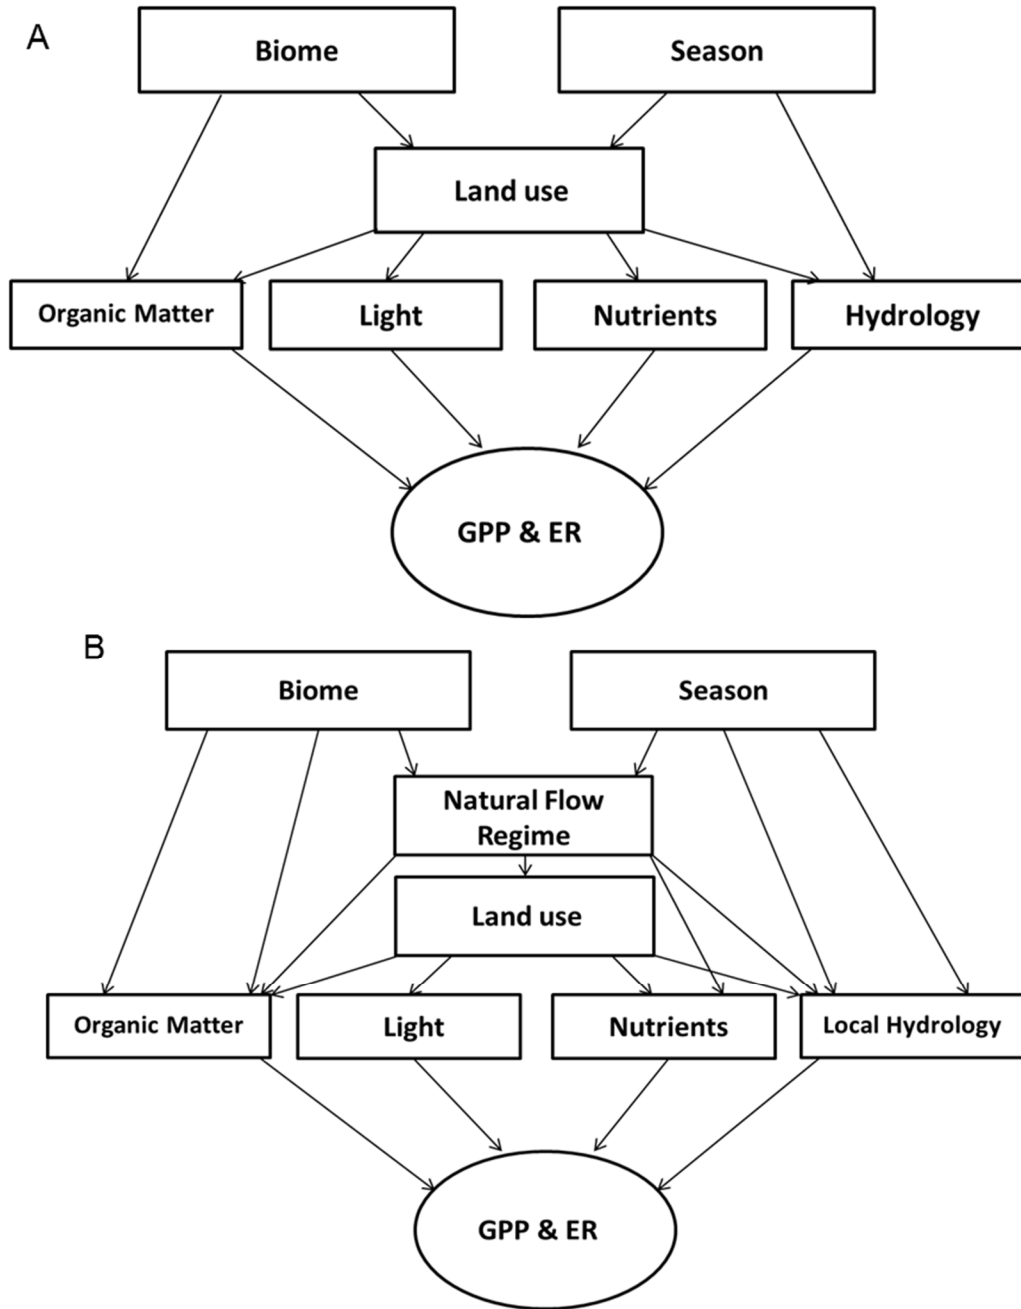 A
Biome
Season
Land use
Organic Matter
Light
Nutrients
Hydrology
GPP & ER
B
Biome
Season
Natural Flow
Regime
Land use
Organic Matter
Light
Nutrients
Local Hydrology
GPP & ER